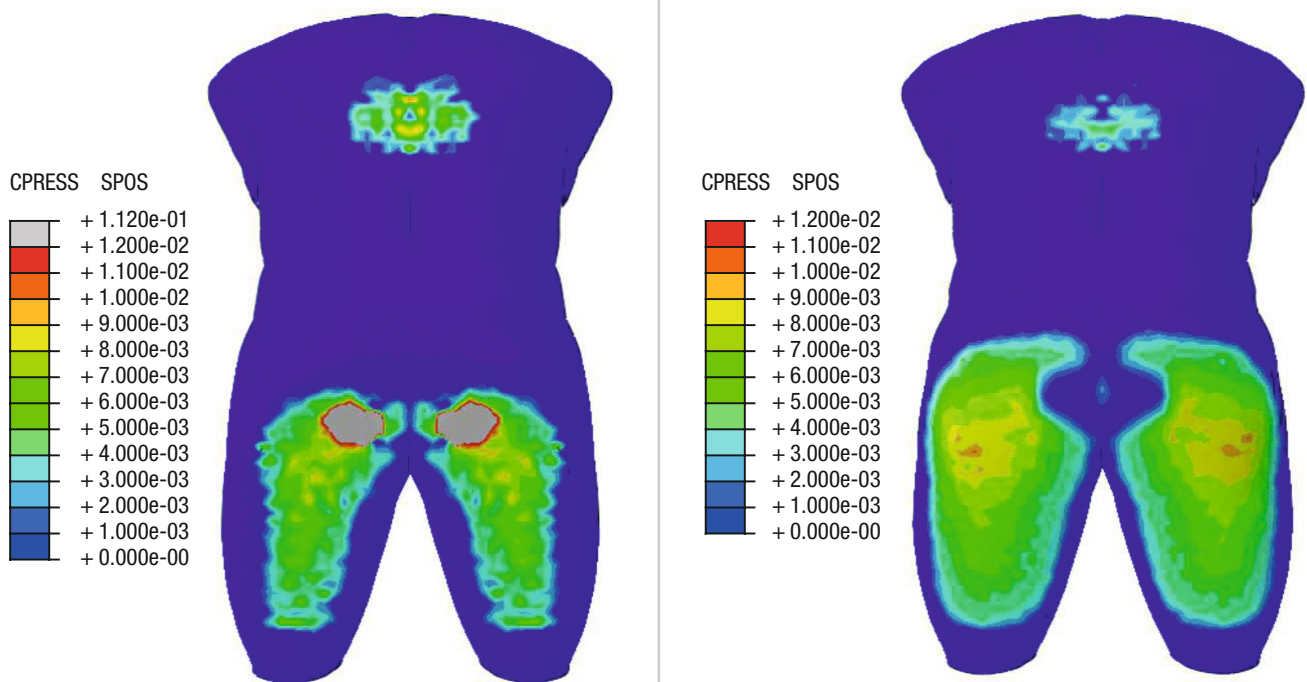 CPRESS SPOS
+ 1.120e-01
+ 1.200e-02
+ 1.100e-02
+ 1.000e-02
+ 9.000e-03
+ 8.000e-03
+ 7.000e-03
+ 6.000e-03
+ 5.000e-03
+ 4.000e-03
+ 3.000e-03
+ 2.000e-03
+ 1.000e-03
+ 0.000e-00
CPRESS SPOS
+ 1.200e-02
+ 1.100e-02
+ 1.000e-02
+ 9.000e-03
+ 8.000e-03
+ 7.000e-03
+ 6.000e-03
+ 5.000e-03
+ 4.000e-03
+ 3.000e-03
+ 2.000e-03
+ 1.000e-03
+ 0.000e-00